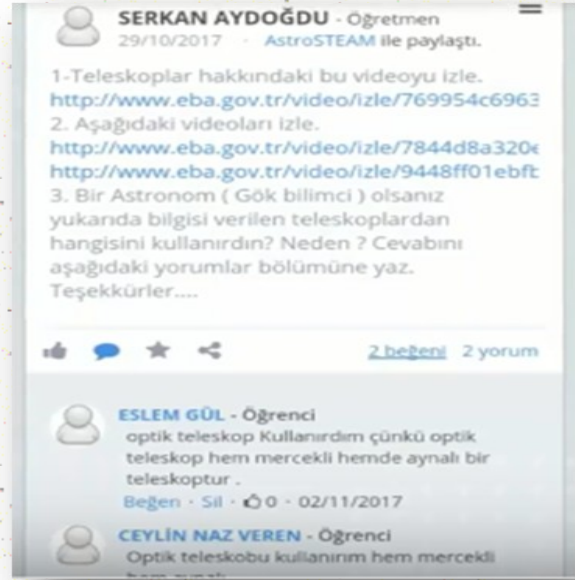 SERKAN AYDOĞDU - Öğretmen
29/10/2017 · AstroSTEAM ile paylaştı.
1-Teleskoplar hakkındaki bu videoyu izle.
http://www.eba.gov.tr/video/izle/769954c6963
2. Aşağıdaki videoları izle.
http://www.eba.gov.tr/video/izle/7844d8a320
http://www.eba.gov.tr/video/izle/9448ff01ebfb
3. Bir Astronom ( Gök bilimci ) olsanız
yukarıda bilgisi verilen teleskoplardan
hangisini kullanırdın? Neden ? Cevabını
aşağıdaki yorumlar bölümüne yaz.
Teşekkürler....
2 beğeni 2 yorum
ESLEM GÜL - Öğrenci
optik teleskop Kullanırdım çünkü optik
teleskop hem mercekli hemde aynalı bir
teleskoptur .
Beğen · Sil · 0 · 02/11/2017
CEYLİN NAZ VEREN - Öğrenci
Optik teleskobu kullanırım hem mercekli